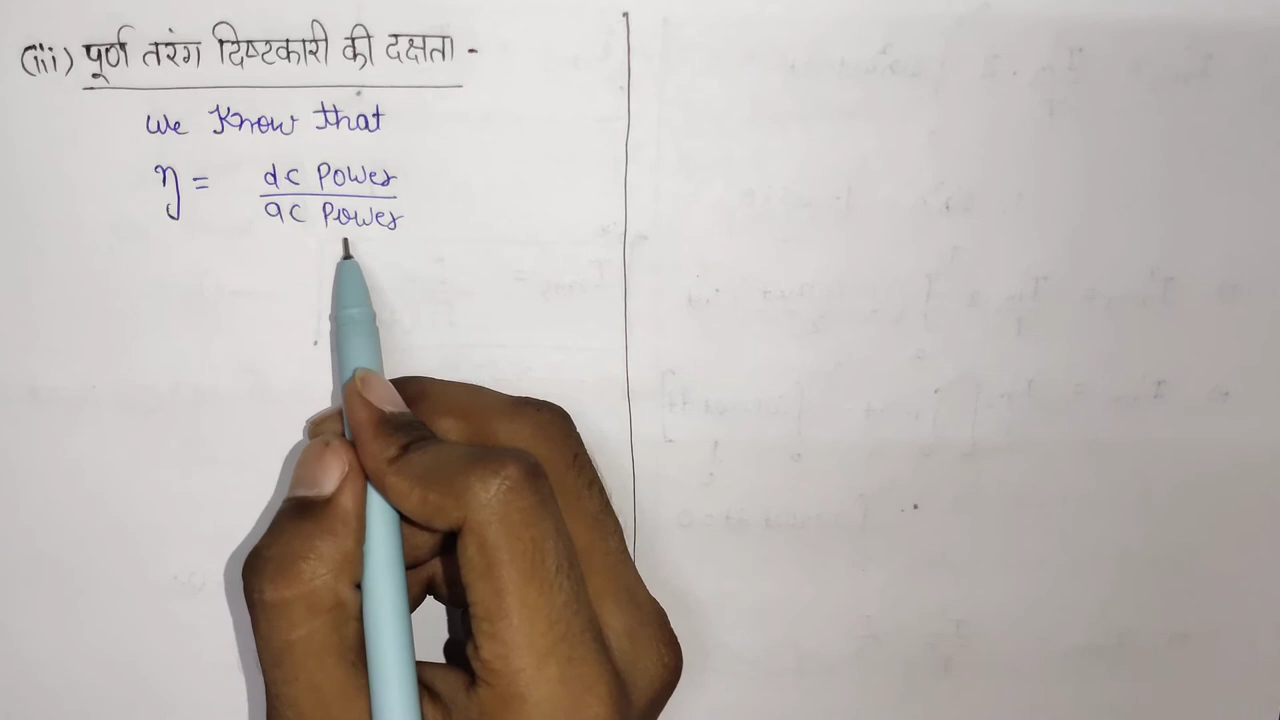 (iii) पूर्ण तरंग दिष्टकारी की दक्षता -
We Know that
η = dc Power
ac Power